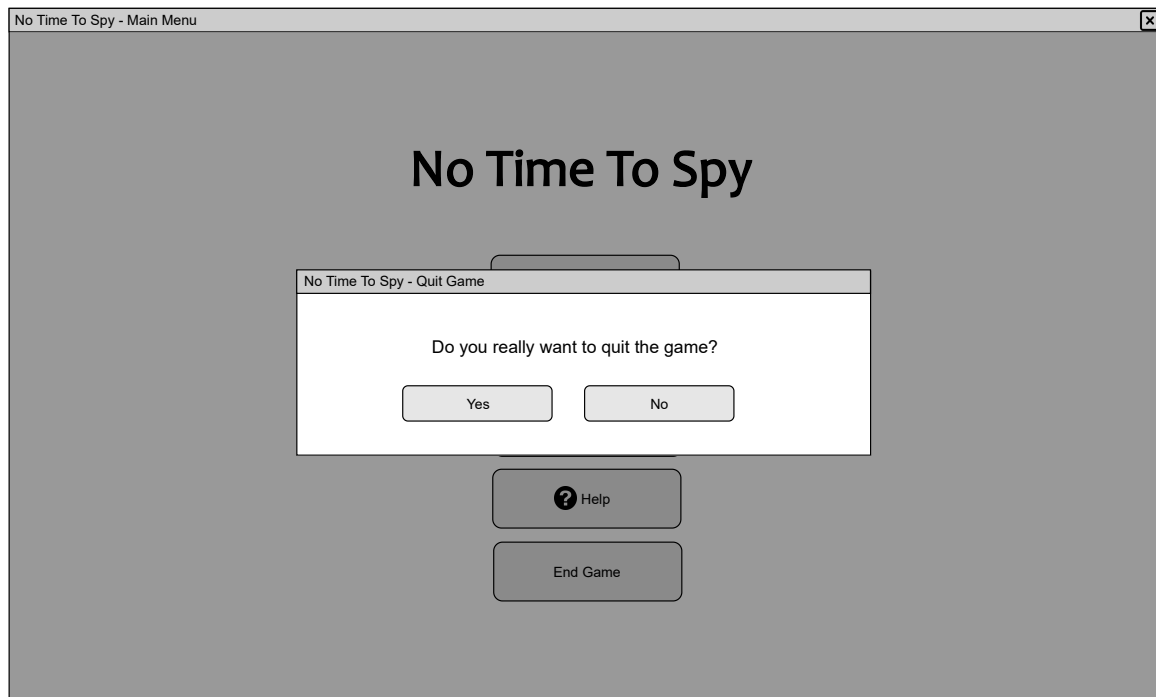 No Time To Spy - Main Menu
No Time To Spy
No Time To Spy - Quit Game
Do you really want to quit the game?
Yes No
Help
End Game